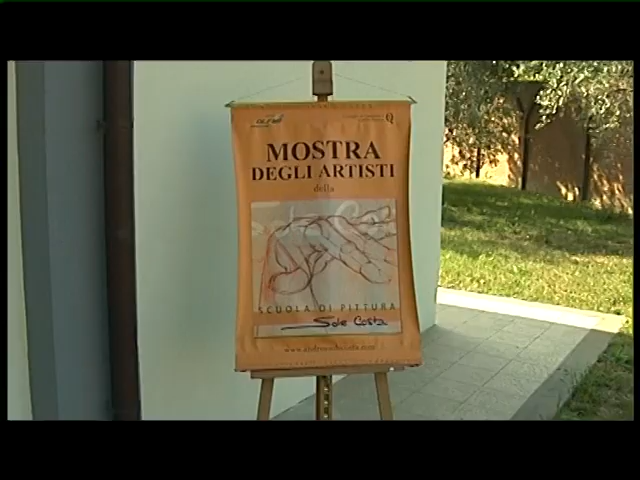 Q
MOSTRA
DEGLI ARTISTI
della
SCUOLA DI PITTURA
Sole Costa